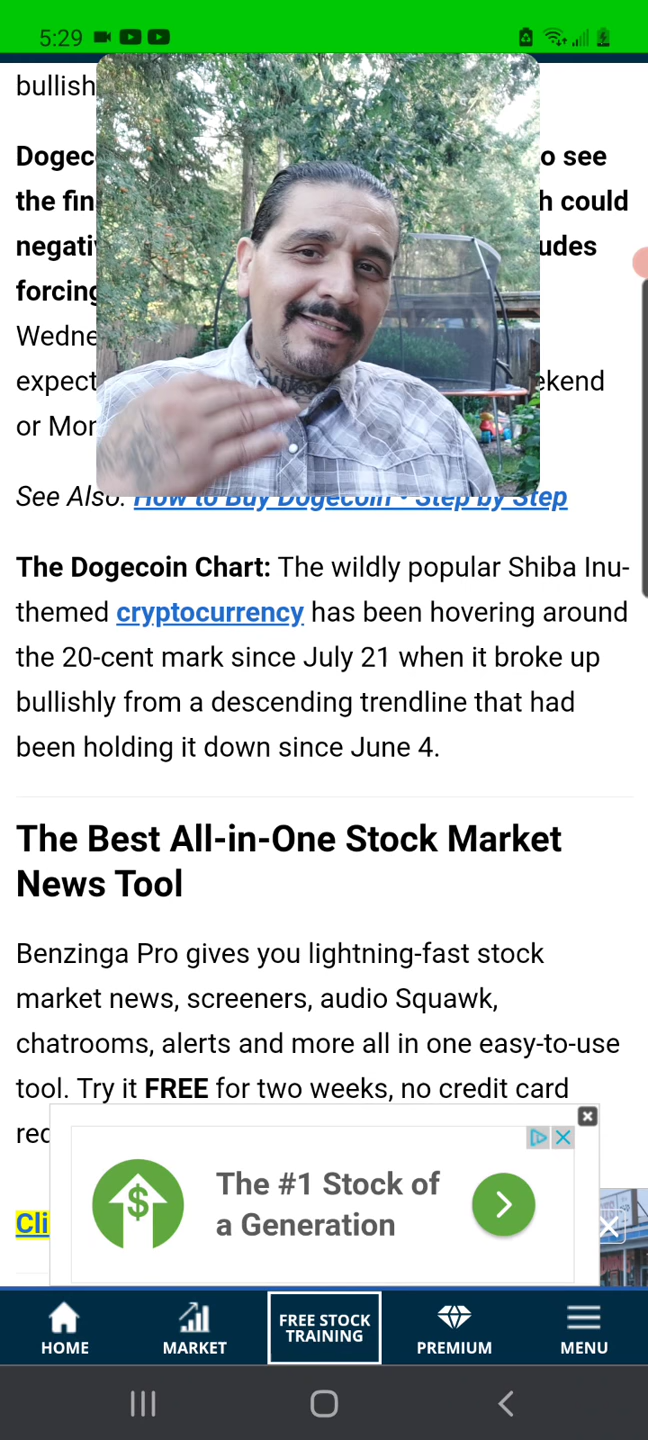 5:29
bullish
Dogec o see
the fin h could
negati udes
forcing
Wedne
expect ekend
or Mon
See Also: How to Buy Dogecoin • Step by Step
The Dogecoin Chart: The wildly popular Shiba Inu-
themed cryptocurrency has been hovering around
the 20-cent mark since July 21 when it broke up
bullishly from a descending trendline that had
been holding it down since June 4.
The Best All-in-One Stock Market
News Tool
Benzinga Pro gives you lightning-fast stock
market news, screeners, audio Squawk,
chatrooms, alerts and more all in one easy-to-use
tool. Try it FREE for two weeks, no credit card
rec
The #1 Stock of
a Generation
Cli
HOME MARKET FREE STOCK TRAINING PREMIUM MENU